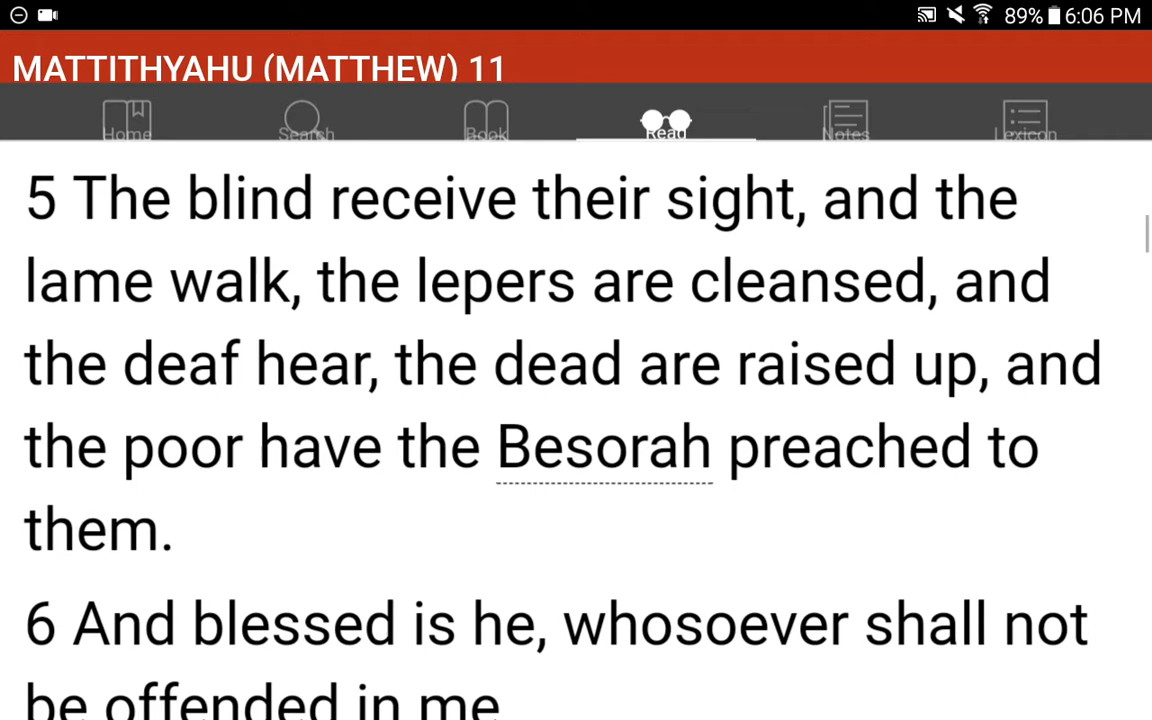 89% 6:06 PM
MATTITHYAHU (MATTHEW) 11
Home Search Book Read Notes Lexicon
5 The blind receive their sight, and the
lame walk, the lepers are cleansed, and
the deaf hear, the dead are raised up, and
the poor have the Besorah preached to
them.
6 And blessed is he, whosoever shall not
be offended in me